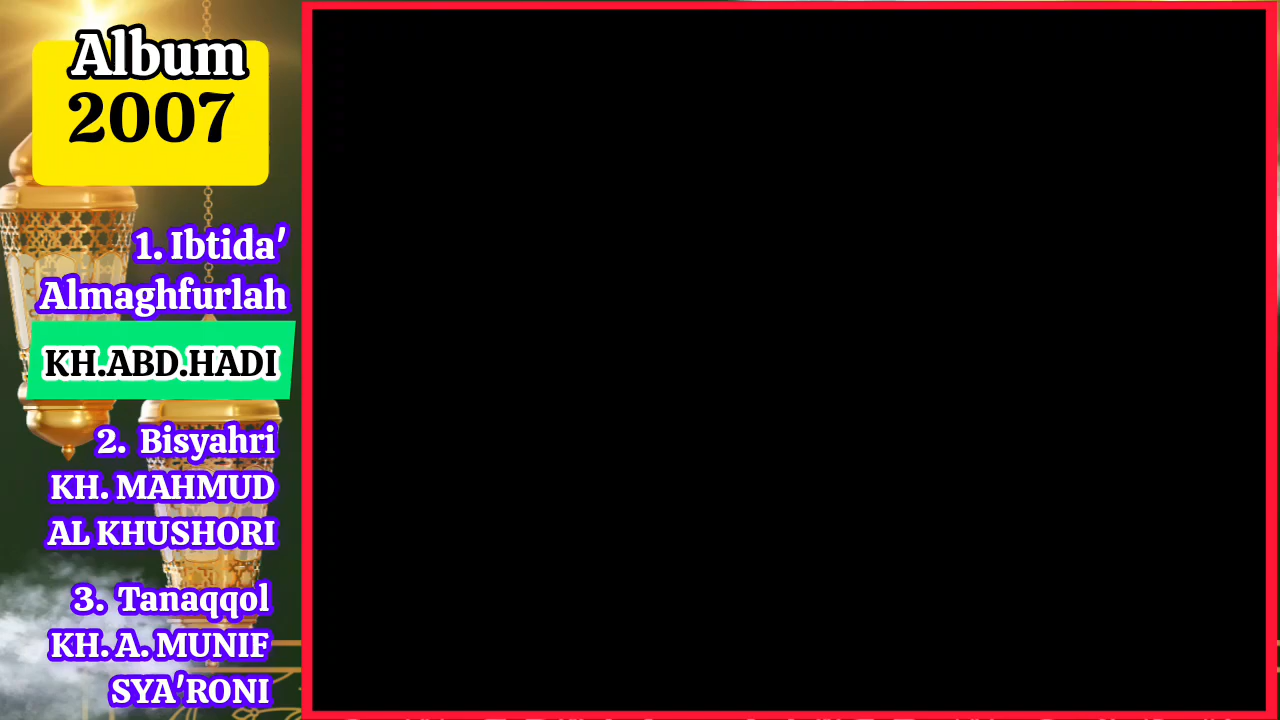 Album
2007
1. Ibtida'
Almaghfurlah
KH.ABD.HADI
2. Bisyahri
KH. MAHMUD
AL KHUSHORI
3. Tanaqqol
KH. A. MUNIF
SYA'RONI